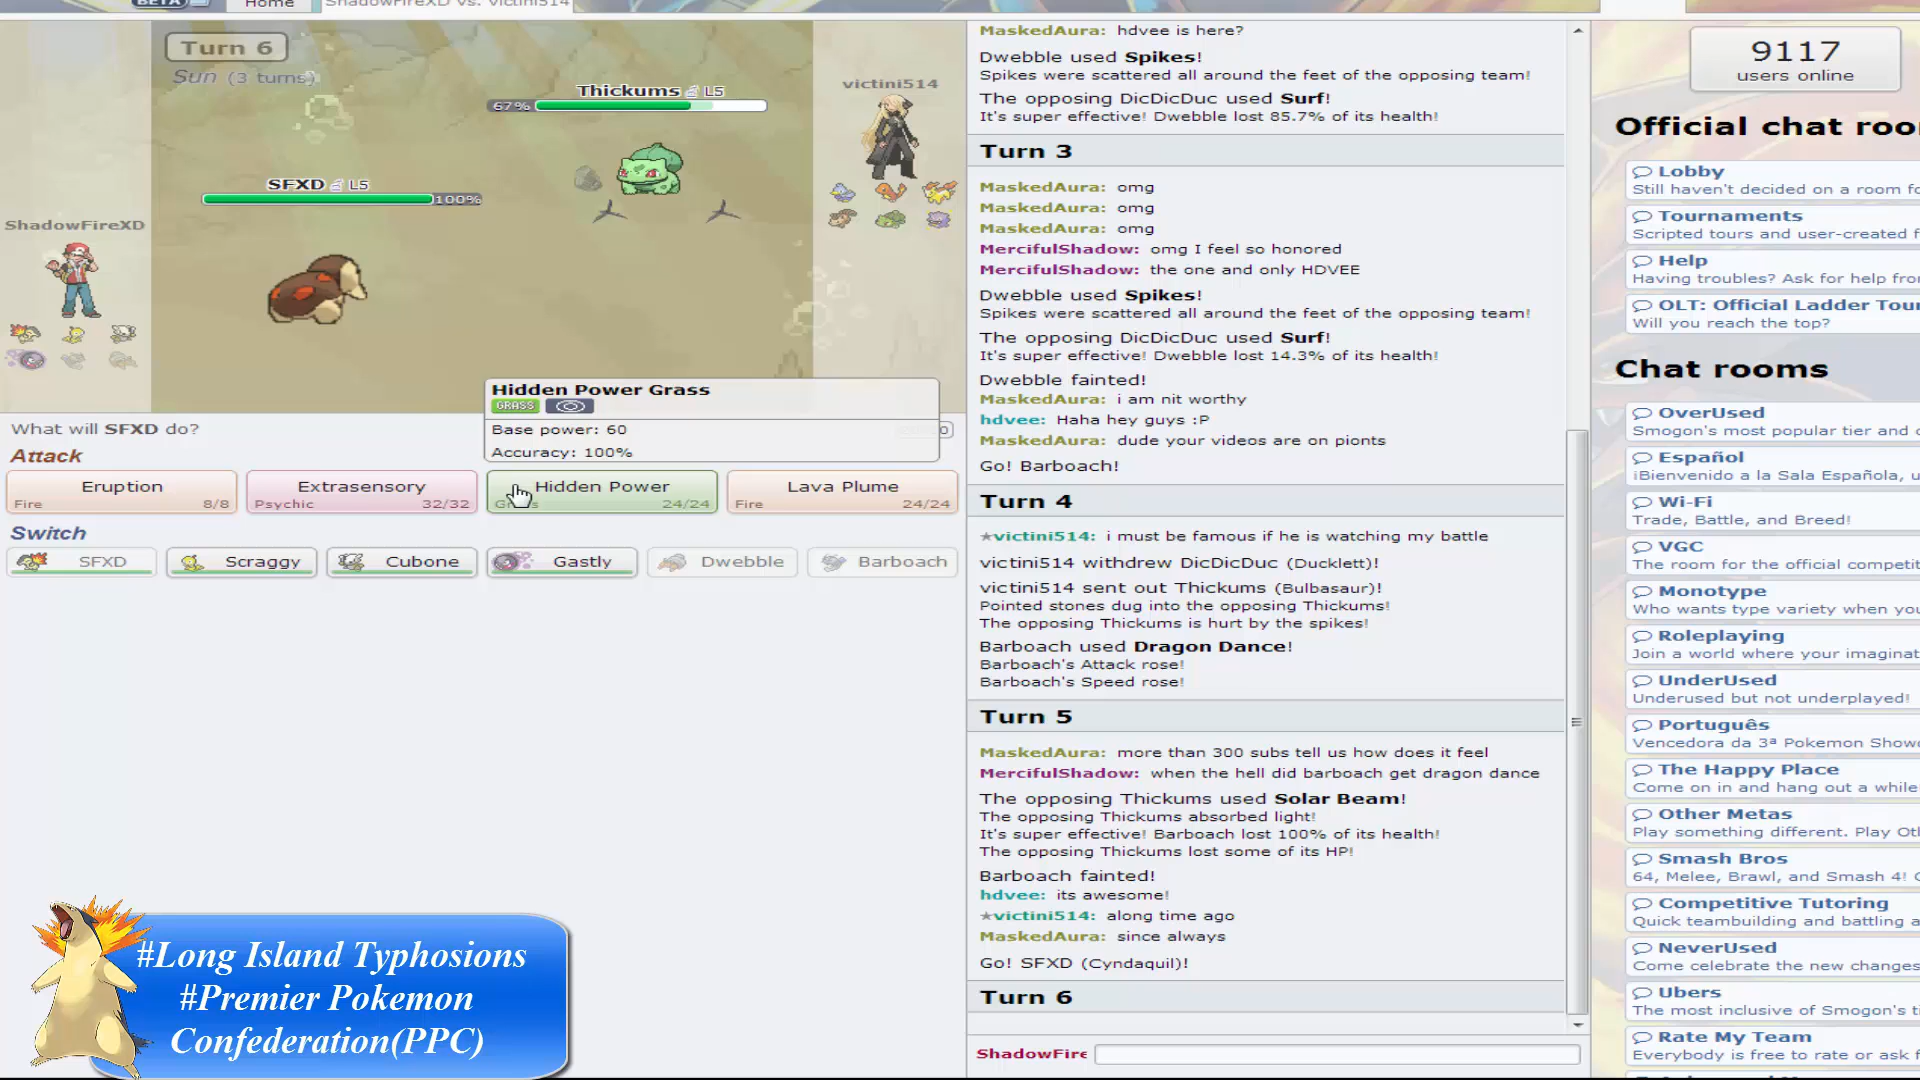 BETA
Home
ShadowFireXD vs. victini514
Turn 6
Sun (3 turns)
Thickums L5
67%
victini514
SFXD L5
100%
ShadowFireXD
Hidden Power Grass
GRASS
Base power: 60
Accuracy: 100%
What will SFXD do?
Attack
Eruption
Fire 8/8
Extrasensory
Psychic 32/32
Hidden Power
24/24
Lava Plume
Fire 24/24
Switch
SFXD
Scraggy
Cubone
Gastly
Dwebble
Barboach
#Long Island Typhosions
#Premier Pokemon
Confederation(PPC)
MaskedAura: hdvee is here?
Dwebble used Spikes!
Spikes were scattered all around the feet of the opposing team!
The opposing DicDicDuc used Surf!
It's super effective! Dwebble lost 85.7% of its health!
Turn 3
MaskedAura: omg
MaskedAura: omg
MaskedAura: omg
MercifulShadow: omg I feel so honored
MercifulShadow: the one and only HDVEE
Dwebble used Spikes!
Spikes were scattered all around the feet of the opposing team!
The opposing DicDicDuc used Surf!
It's super effective! Dwebble lost 14.3% of its health!
Dwebble fainted!
MaskedAura: i am nit worthy
hdvee: Haha hey guys :P
MaskedAura: dude your videos are on pionts
Go! Barboach!
Turn 4
★victini514: i must be famous if he is watching my battle
victini514 withdrew DicDicDuc (Ducklett)!
victini514 sent out Thickums (Bulbasaur)!
Pointed stones dug into the opposing Thickums!
The opposing Thickums is hurt by the spikes!
Barboach used Dragon Dance!
Barboach's Attack rose!
Barboach's Speed rose!
Turn 5
MaskedAura: more than 300 subs tell us how does it feel
MercifulShadow: when the hell did barboach get dragon dance
The opposing Thickums used Solar Beam!
The opposing Thickums absorbed light!
It's super effective! Barboach lost 100% of its health!
The opposing Thickums lost some of its HP!
Barboach fainted!
hdvee: its awesome!
★victini514: along time ago
MaskedAura: since always
Go! SFXD (Cyndaquil)!
Turn 6
ShadowFire
9117
users online
Official chat roo
Lobby
Still haven't decided on a room fo
Tournaments
Scripted tours and user-created f
Help
Having troubles? Ask for help from
OLT: Official Ladder Tour
Will you reach the top?
Chat rooms
OverUsed
Smogon's most popular tier and o
Español
¡Bienvenido a la Sala Española, u
Wi-Fi
Trade, Battle, and Breed!
VGC
The room for the official competit
Monotype
Who wants type variety when you
Roleplaying
Join a world where your imaginat
UnderUsed
Underused but not underplayed!
Português
Vencedora da 3ª Pokemon Showd
The Happy Place
Come on in and hang out a while
Other Metas
Play something different. Play Oth
Smash Bros
64, Melee, Brawl, and Smash 4! C
Competitive Tutoring
Quick teambuilding and battling a
NeverUsed
Come celebrate the new changes
Ubers
The most inclusive of Smogon's ti
Rate My Team
Everybody is free to rate or ask f